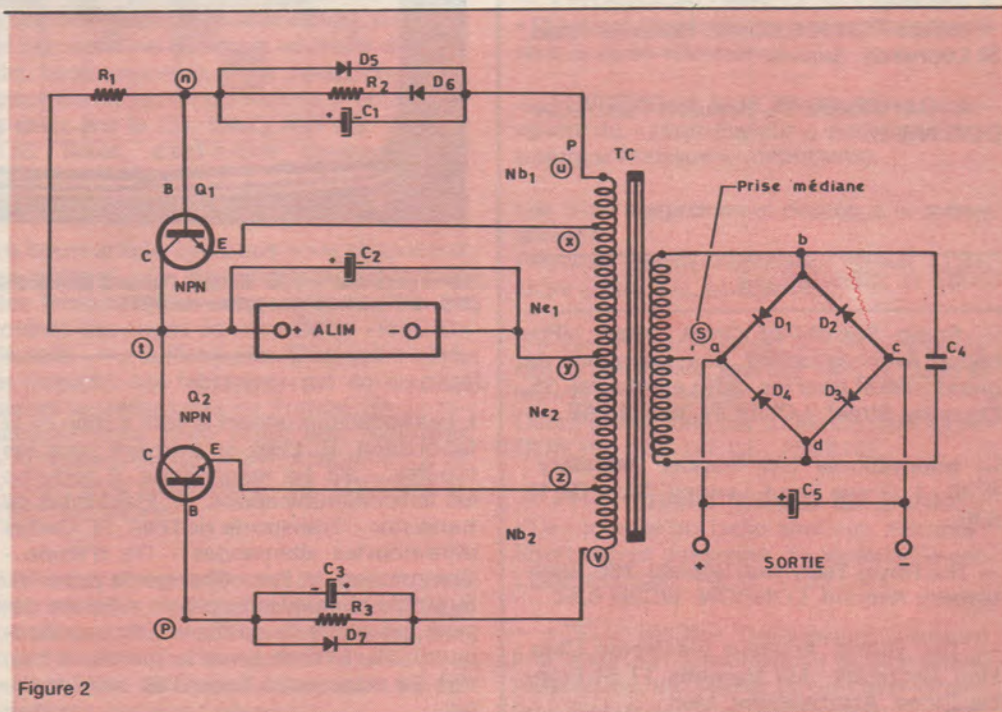 R1
n
D5
R2
D6
+ C1 −
P
u
Nb1
TC
Prise médiane
B
Q1
C
E
NPN
x
+ C2 −
Ne1
b
+ ALIM −
t
y
S
a
D1
D2
c
C4
Q2
NPN
Ne2
D4
D3
C
E
z
d
B
Nb2
+ C5
v
+
SORTIE
−
− C3 +
R3
P
D7
Figure 2